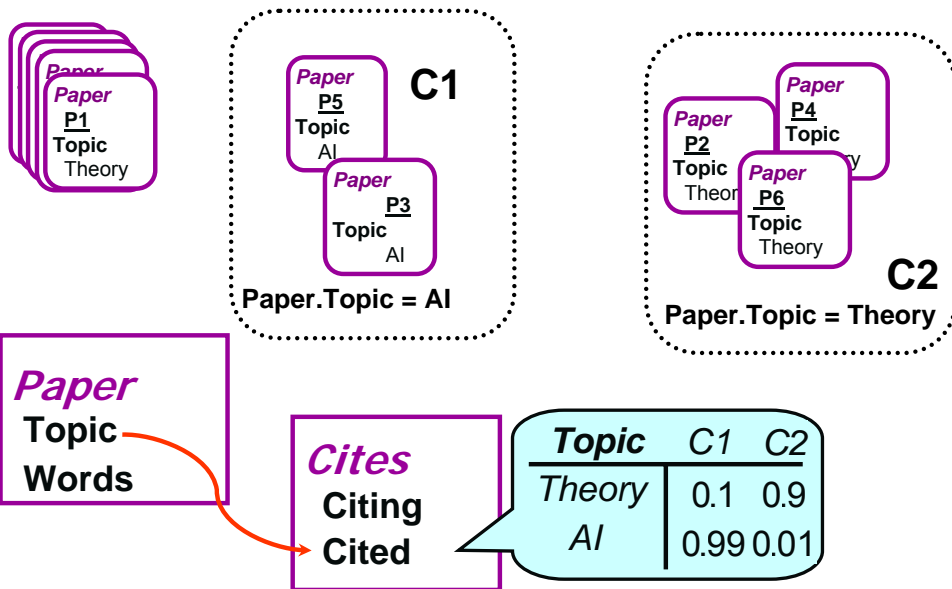 Paper
Paper
P1
Topic
Theory
C1
Paper
P5
Topic
AI
Paper
P3
Topic
AI
Paper.Topic = AI
Paper
P4
Topic
Paper
P2
Topic
Theor
Paper
P6
Topic
Theory
C2
Paper.Topic = Theory
Paper
Topic
Words
Cites
Citing
Cited
Topic C1 C2
Theory 0.1 0.9
AI 0.99 0.01